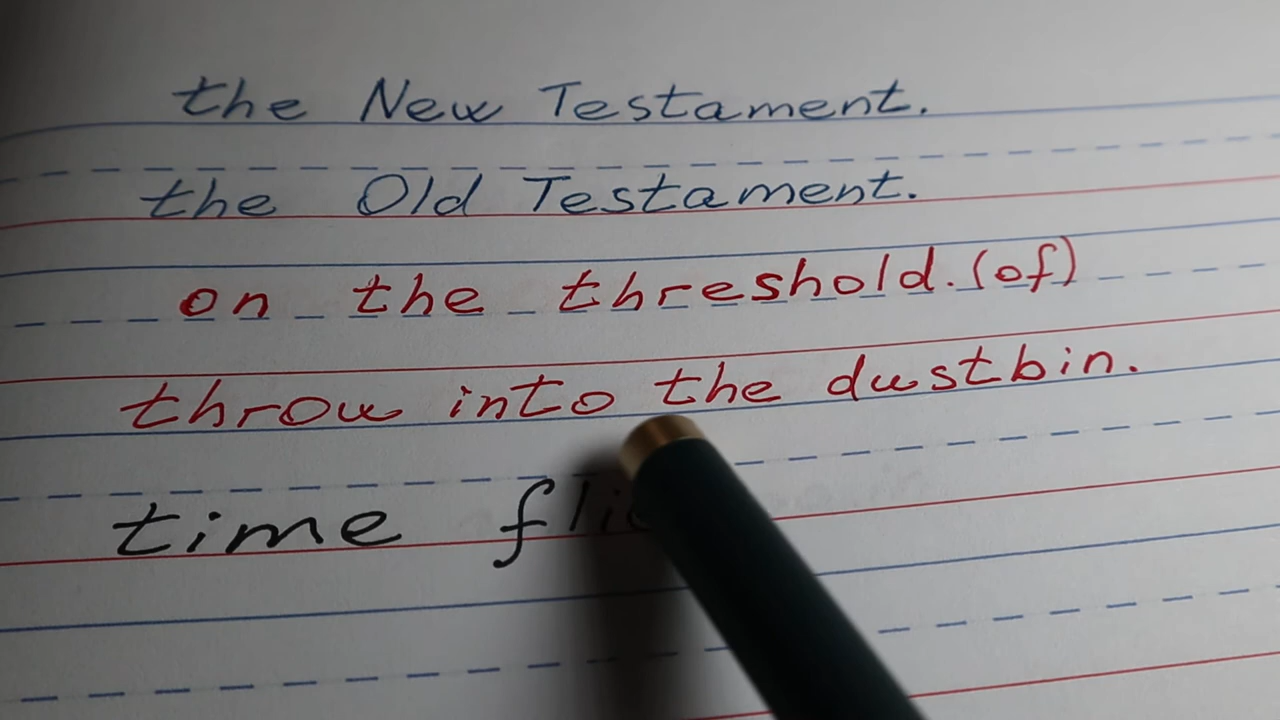 the New Testament.
the Old Testament.
on the threshold. (of)
throw into the dustbin.
time